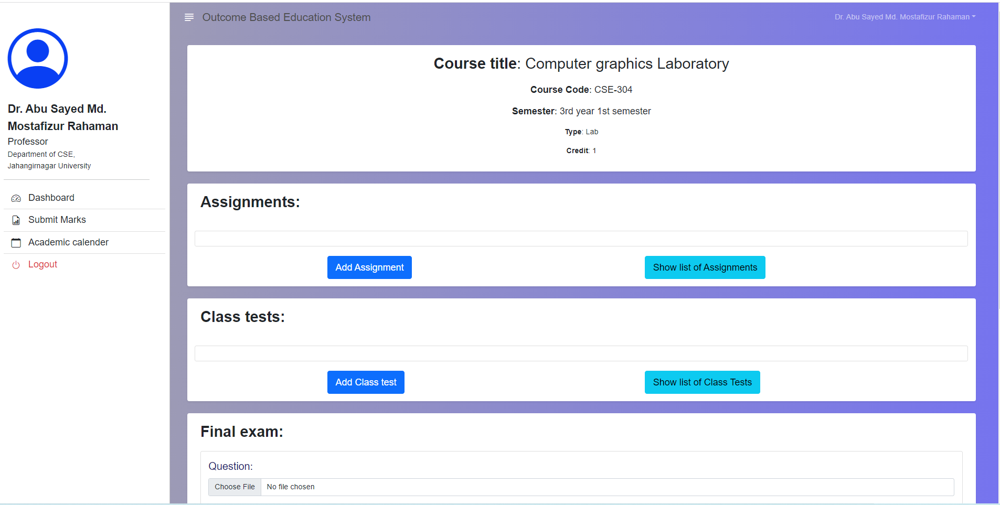 Outcome Based Education System
Dr. Abu Sayed Md. Mostafizur Rahaman
Dr. Abu Sayed Md.
Mostafizur Rahaman
Professor
Department of CSE,
Jahangirnagar University
Dashboard
Submit Marks
Academic calender
Logout
Course title: Computer graphics Laboratory
Course Code: CSE-304
Semester: 3rd year 1st semester
Type: Lab
Credit: 1
Assignments:
Add Assignment
Show list of Assignments
Class tests:
Add Class test
Show list of Class Tests
Final exam:
Question:
Choose File No file chosen